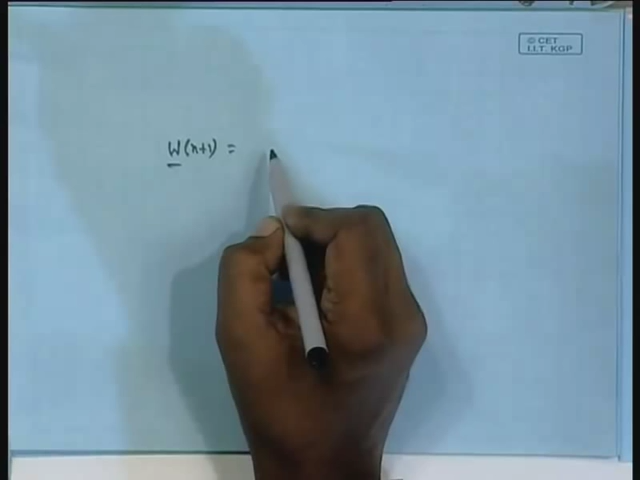 © CET
I.I.T. KGP
W(n+1) =